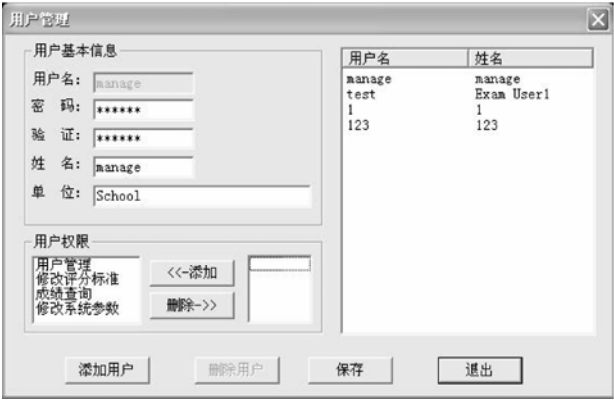 用户管理
用户基本信息
用户名： manage
密 码： ******
验 证： ******
姓 名： manage
单 位： School
用户名 姓名
manage manage
test Exam User1
1 1
123 123
用户权限
用户管理
修改评分标准
成绩查询
修改系统参数
<<-添加
删除->>
添加用户 删除用户 保存 退出